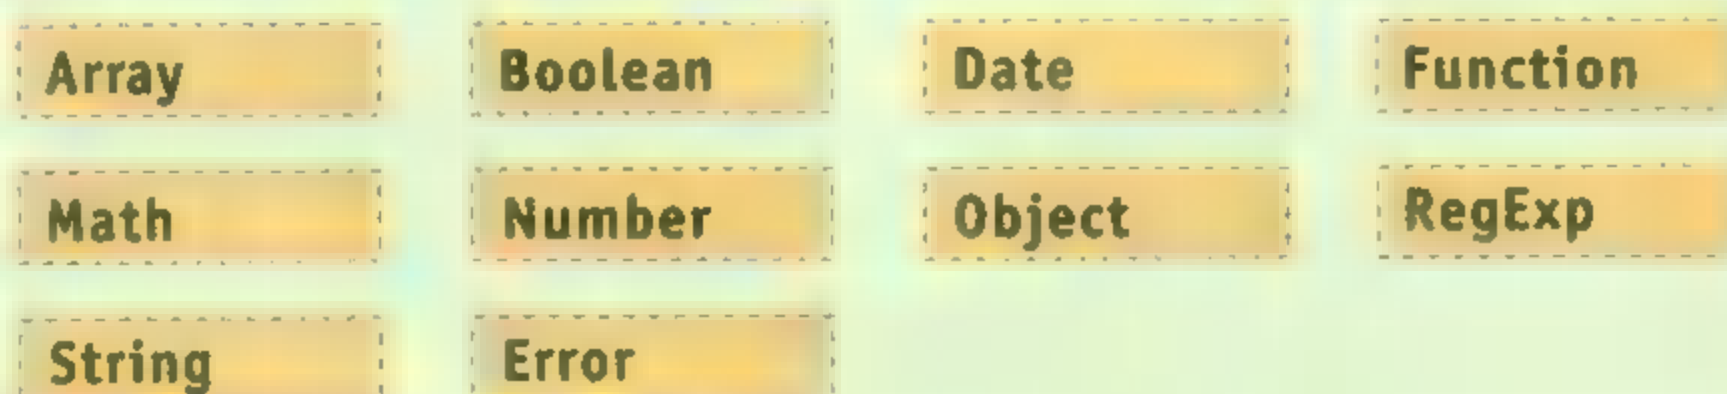 Array Boolean Date Function
Math Number Object RegExp
String Error